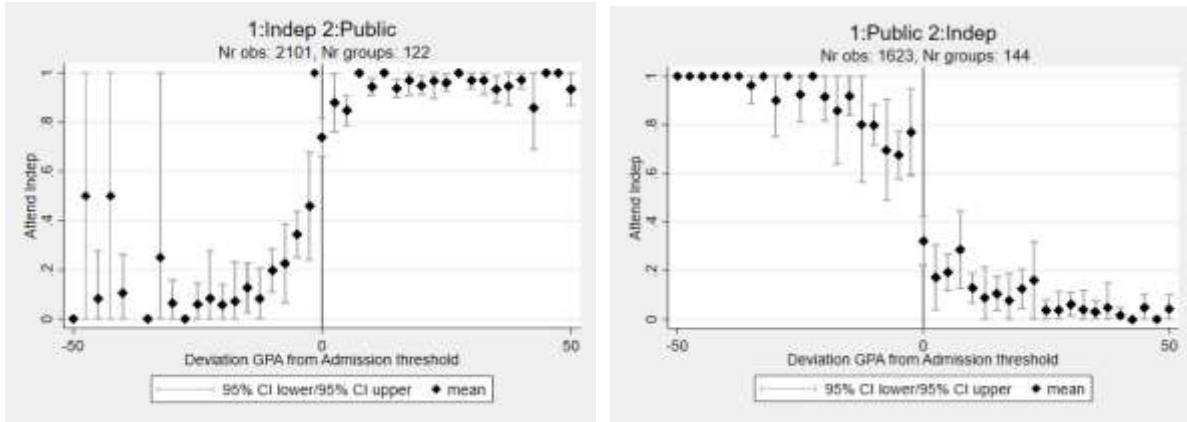 1:Indep 2:Public
Nr obs: 2101, Nr groups: 122
1
.8
.6
.4
.2
0
Attend Indep
-50
0
50
Deviation GPA from Admission threshold
95% CI lower/95% CI upper
mean
1:Public 2:Indep
Nr obs: 1623, Nr groups: 144
1
.8
.6
.4
.2
0
Attend Indep
-50
0
50
Deviation GPA from Admission threshold
95% CI lower/95% CI upper
mean